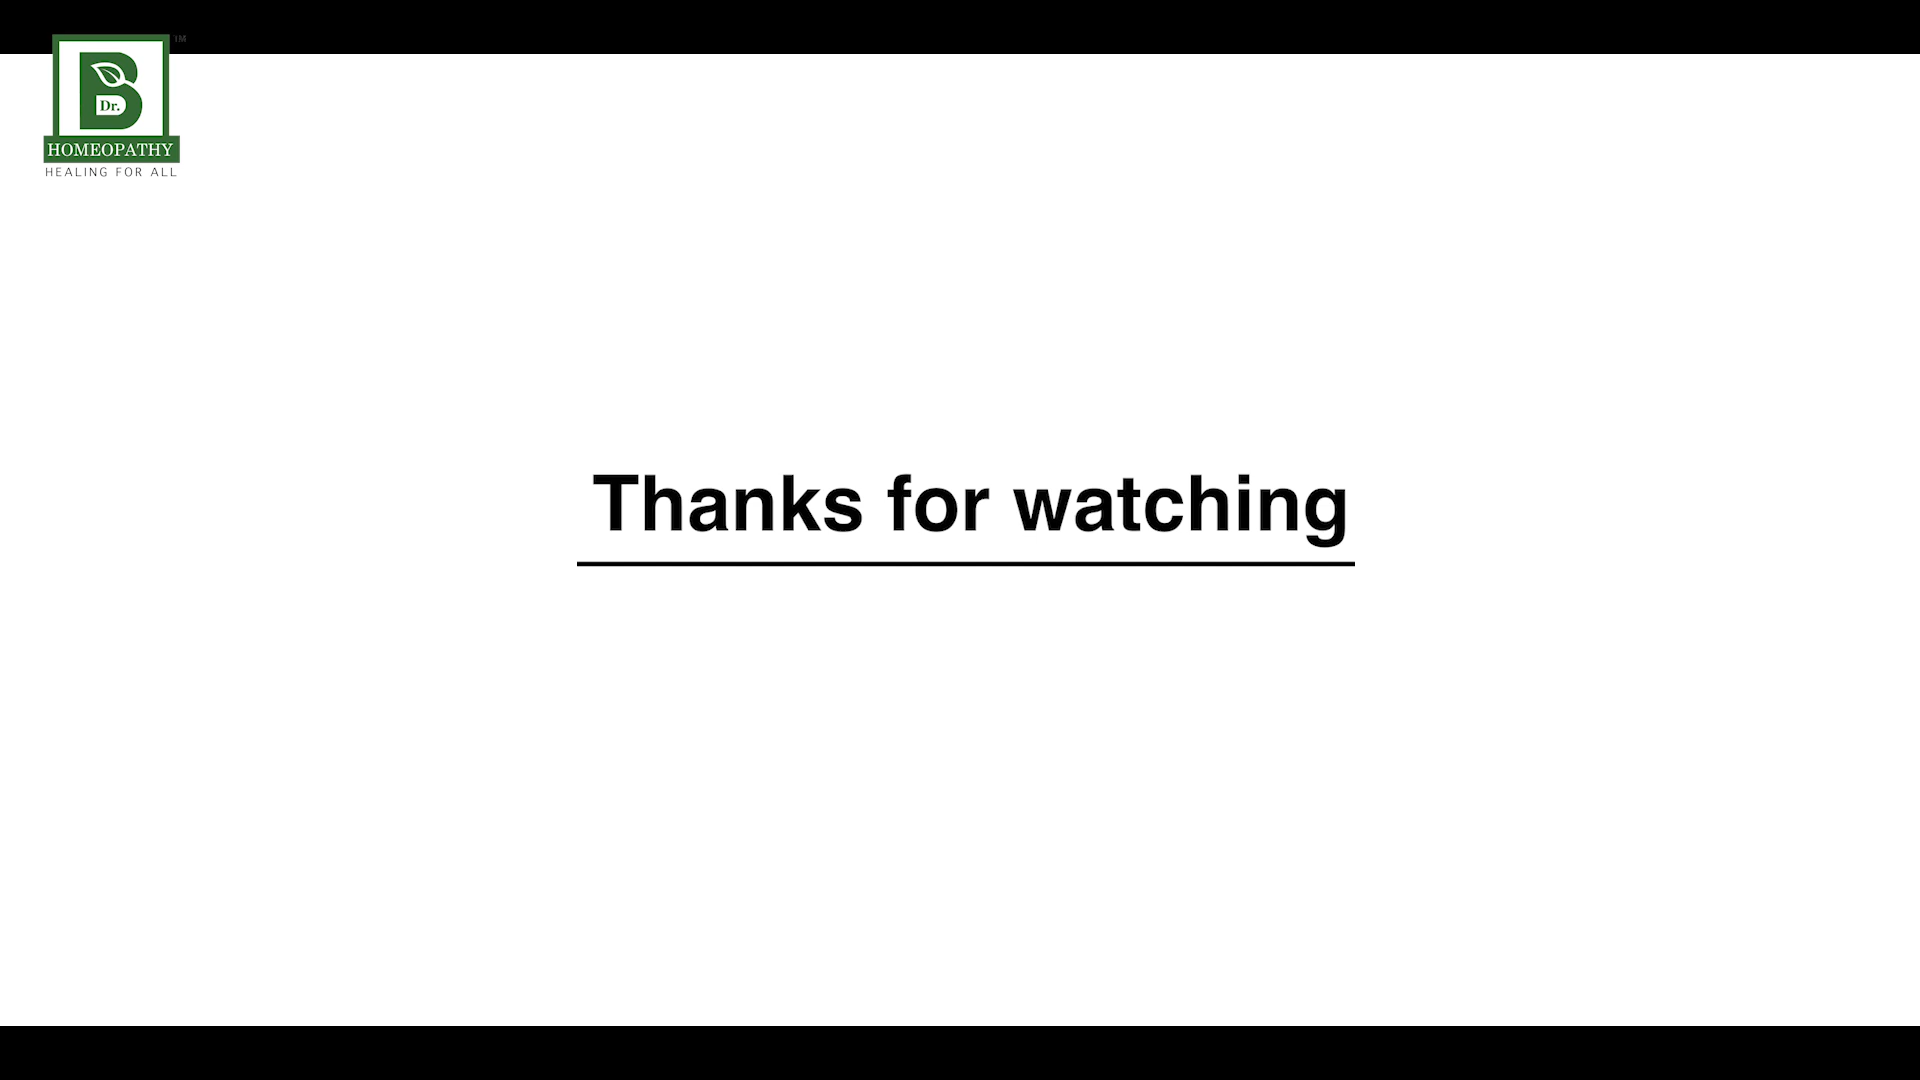 TM
B
Dr.
HOMEOPATHY
HEALING FOR ALL
Thanks for watching